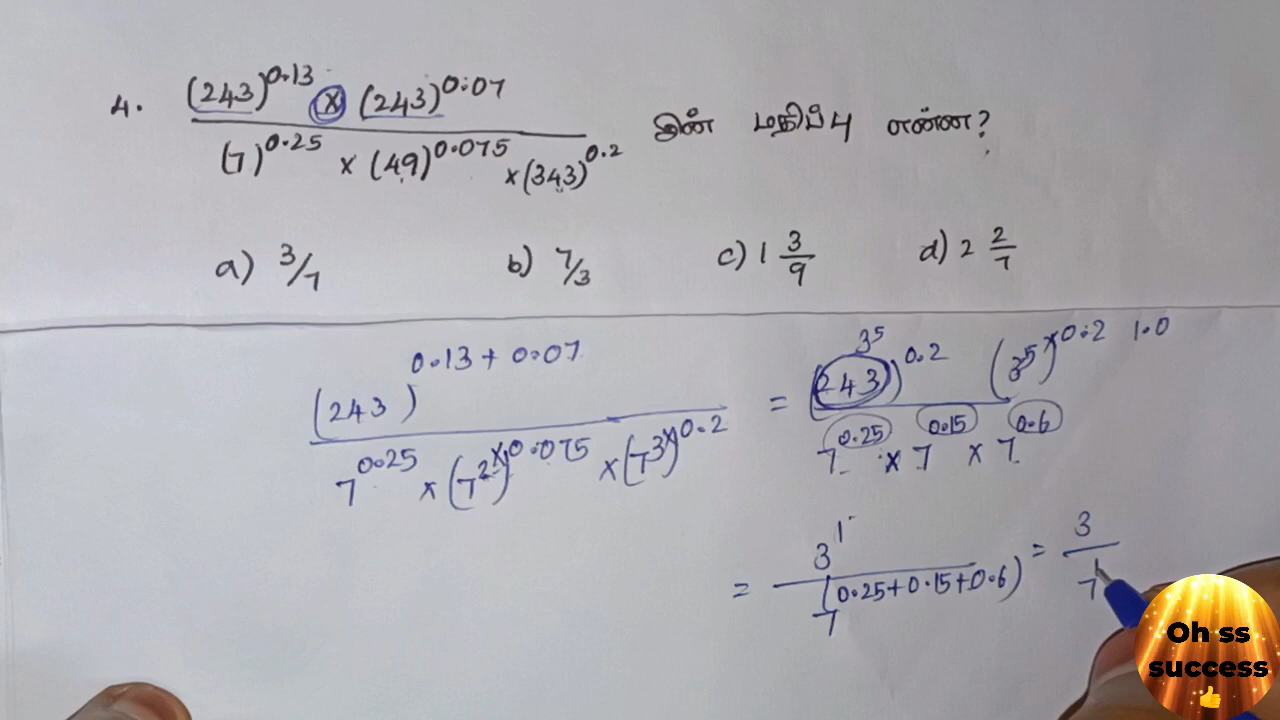 4. (243)^0.13 × (243)^0.07 / (7)^0.25 × (49)^0.075 × (343)^0.2 இன் மதிப்பு என்ன?
a) 3/7 b) 7/3 c) 1 3/9 d) 2 2/7
(243)^0.13+0.07 / 7^0.25 × (7^2)^×0.075 × (7^3)^×0.2
= (243)^0.2 / 7^0.25 × 7^0.15 × 7^0.6
3^5 (3^5)^×0.2 1.0
= 3^1 / 7^(0.25+0.15+0.6) = 3 / 7^1
Oh ss
success